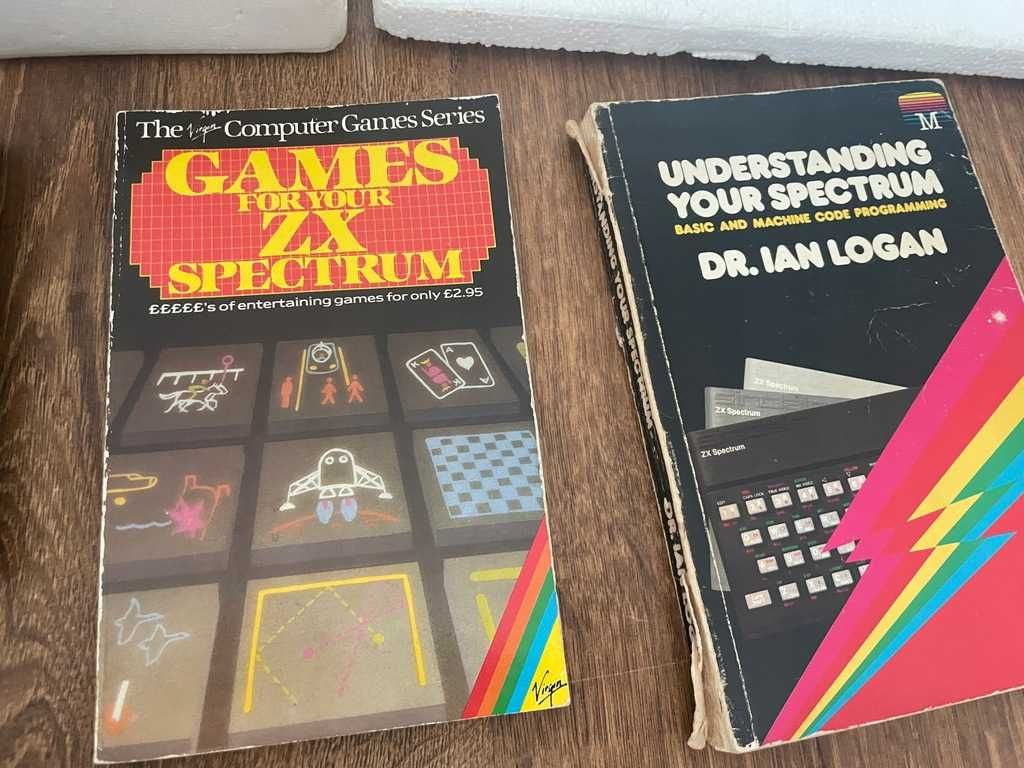 The Virgin Computer Games Series
GAMES
FOR YOUR
ZX
SPECTRUM
£££££'s of entertaining games for only £2.95
K
A
Virgin
M
UNDERSTANDING
YOUR SPECTRUM
BASIC AND MACHINE CODE PROGRAMMING
DR. IAN LOGAN
ZX Spectrum
ZX Spectrum
ZX Spectrum